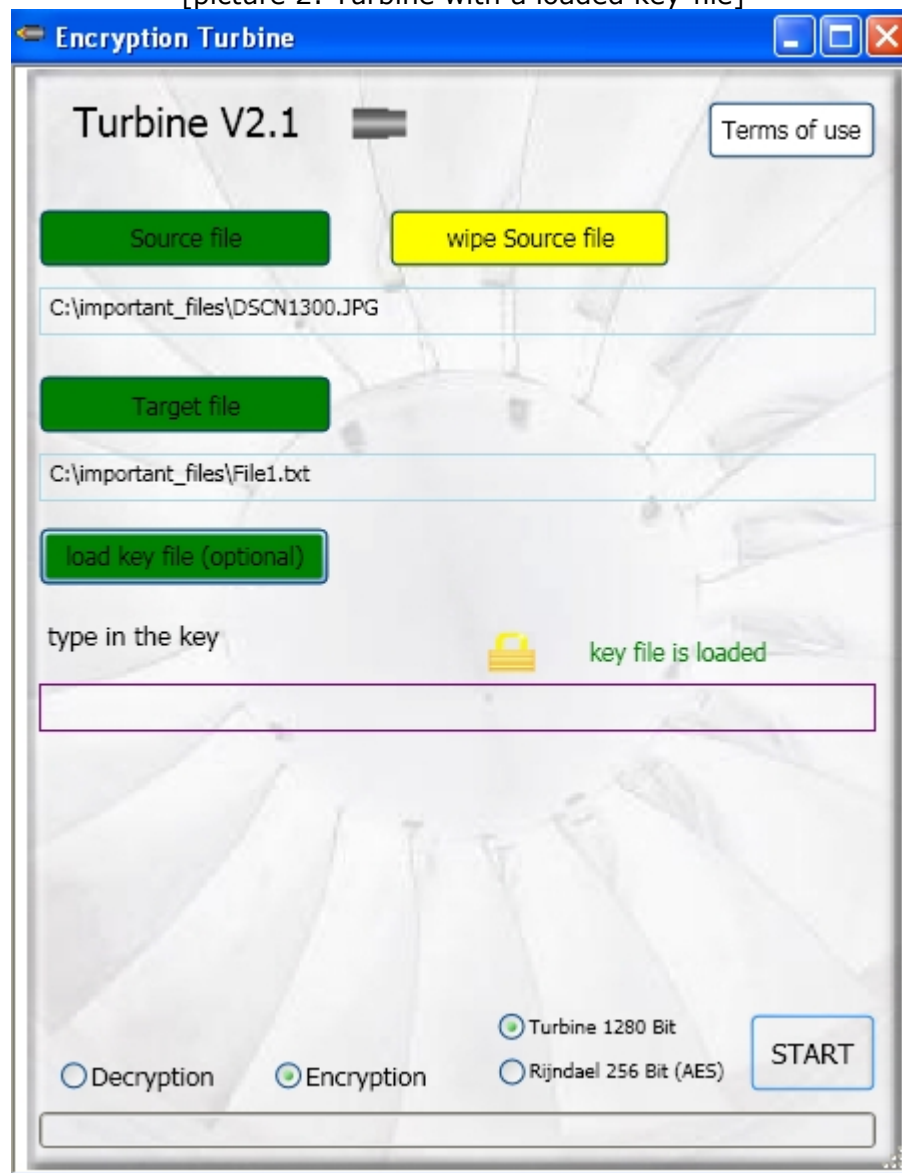 [picture 2: Turbine with a loaded key-file]
Encryption Turbine
Turbine V2.1
Terms of use
Source file
wipe Source file
C:\important_files\DSCN1300.JPG
Target file
C:\important_files\File1.txt
load key file (optional)
type in the key
key file is loaded
Turbine 1280 Bit
Rijndael 256 Bit (AES)
START
Decryption
Encryption